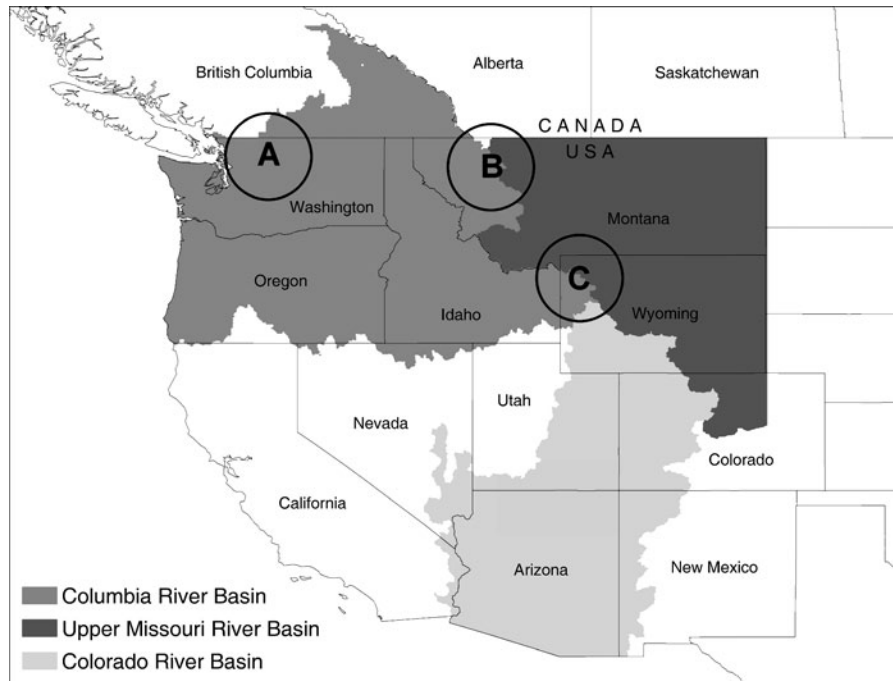 British Columbia
Alberta
Saskatchewan
CANADA
USA
A
B
Washington
Montana
Oregon
Idaho
C
Wyoming
Nevada
Utah
Colorado
California
Arizona
New Mexico
Columbia River Basin
Upper Missouri River Basin
Colorado River Basin